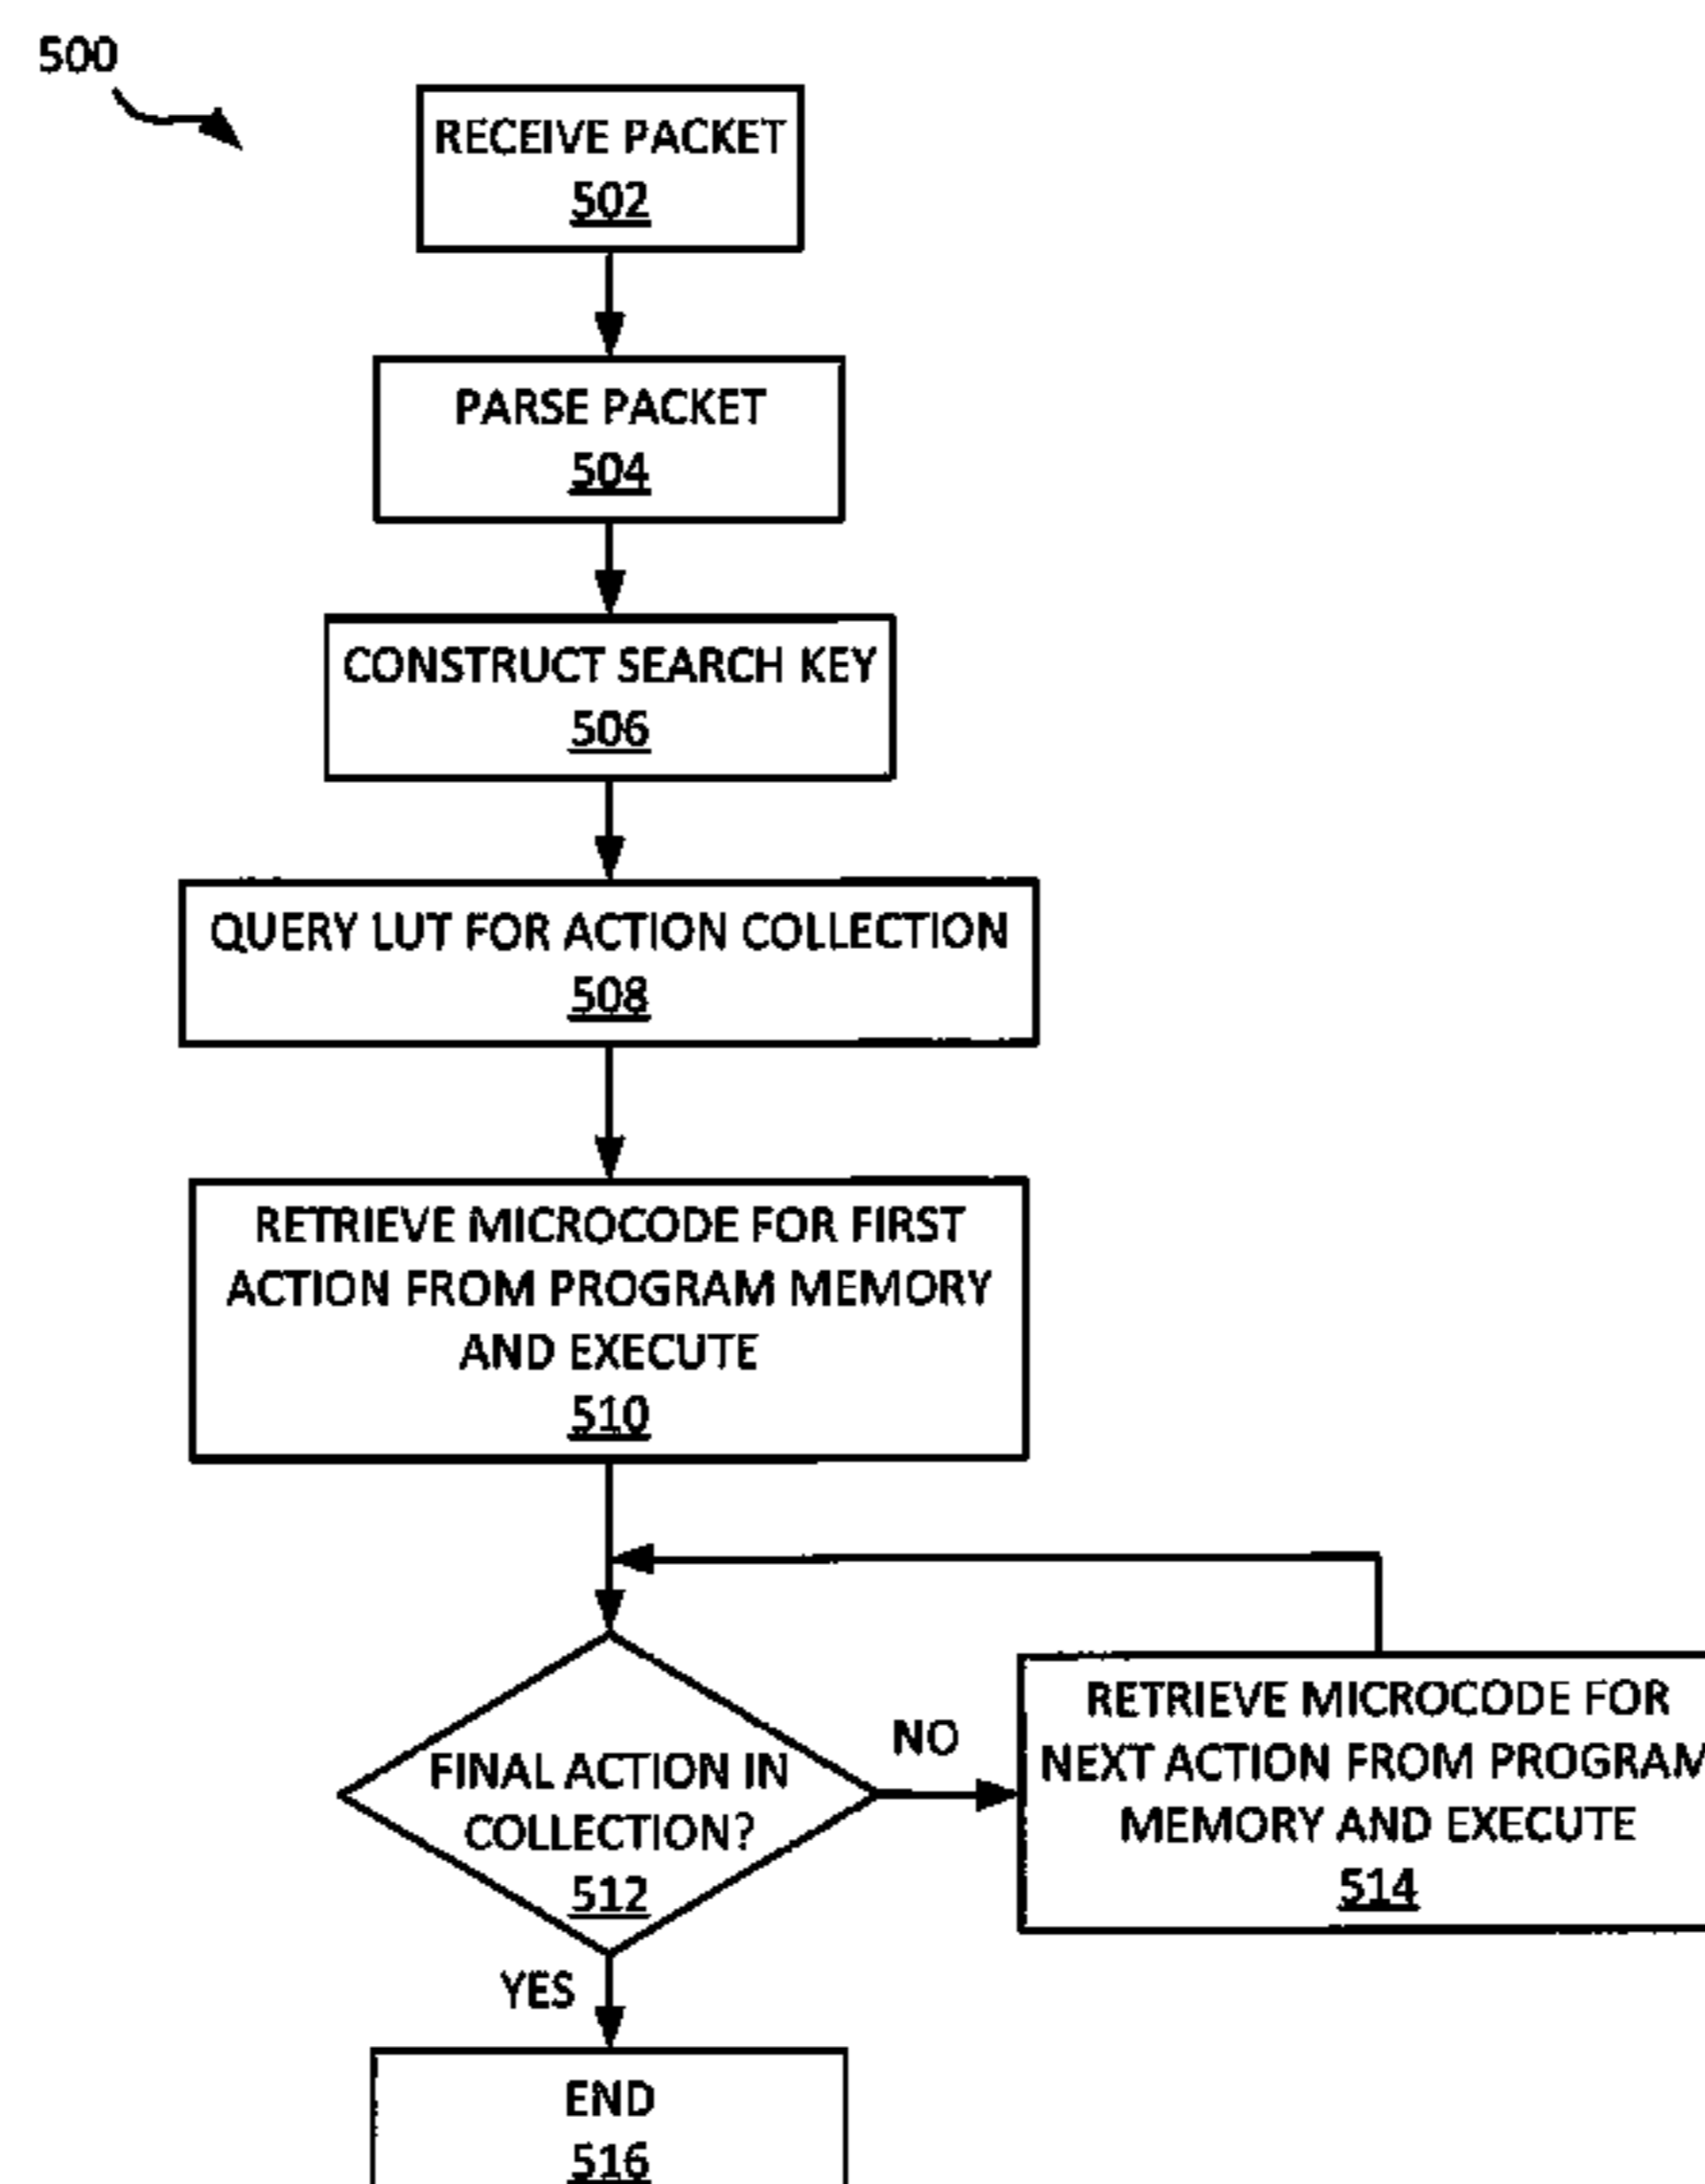 500
RECEIVE PACKET
502
PARSE PACKET
504
CONSTRUCT SEARCH KEY
506
QUERY LUT FOR ACTION COLLECTION
508
RETRIEVE MICROCODE FOR FIRST
ACTION FROM PROGRAM MEMORY
AND EXECUTE
510
FINAL ACTION IN
COLLECTION?
512
NO
RETRIEVE MICROCODE FOR
NEXT ACTION FROM PROGRAM
MEMORY AND EXECUTE
514
YES
END
516